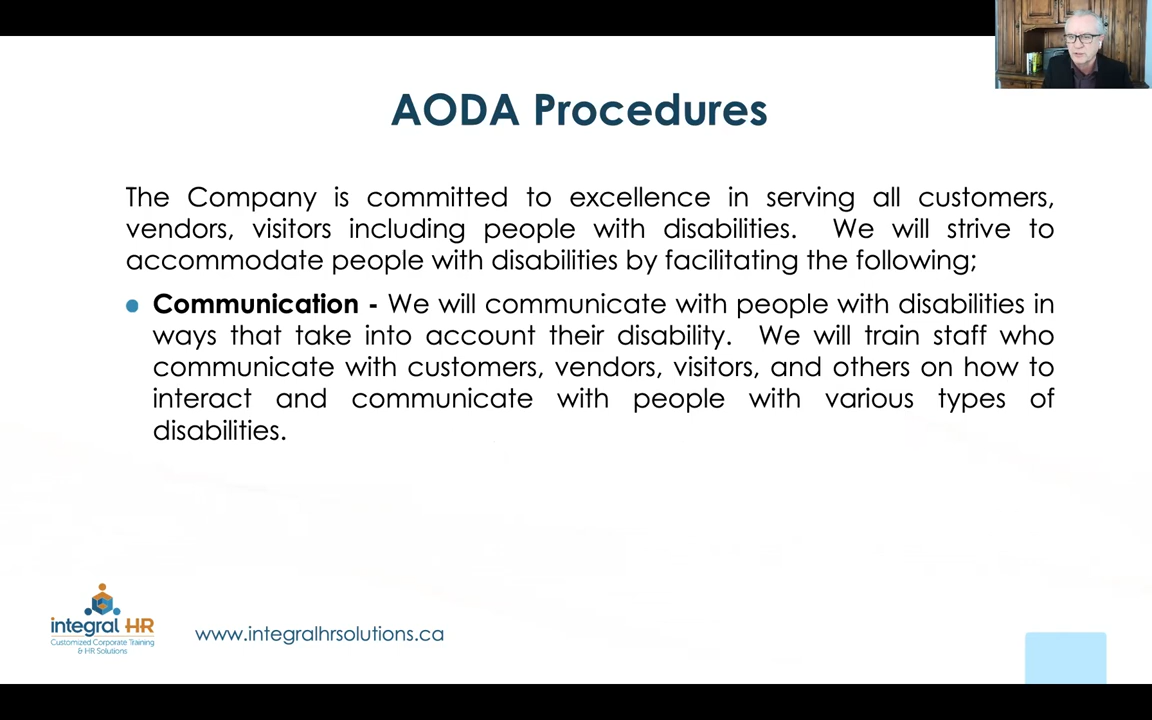 AODA Procedures
The Company is committed to excellence in serving all customers,
vendors, visitors including people with disabilities. We will strive to
accommodate people with disabilities by facilitating the following;
Communication - We will communicate with people with disabilities in
ways that take into account their disability. We will train staff who
communicate with customers, vendors, visitors, and others on how to
interact and communicate with people with various types of
disabilities.
integral HR
Customized Corporate Training
& HR Solutions
www.integralhrsolutions.ca